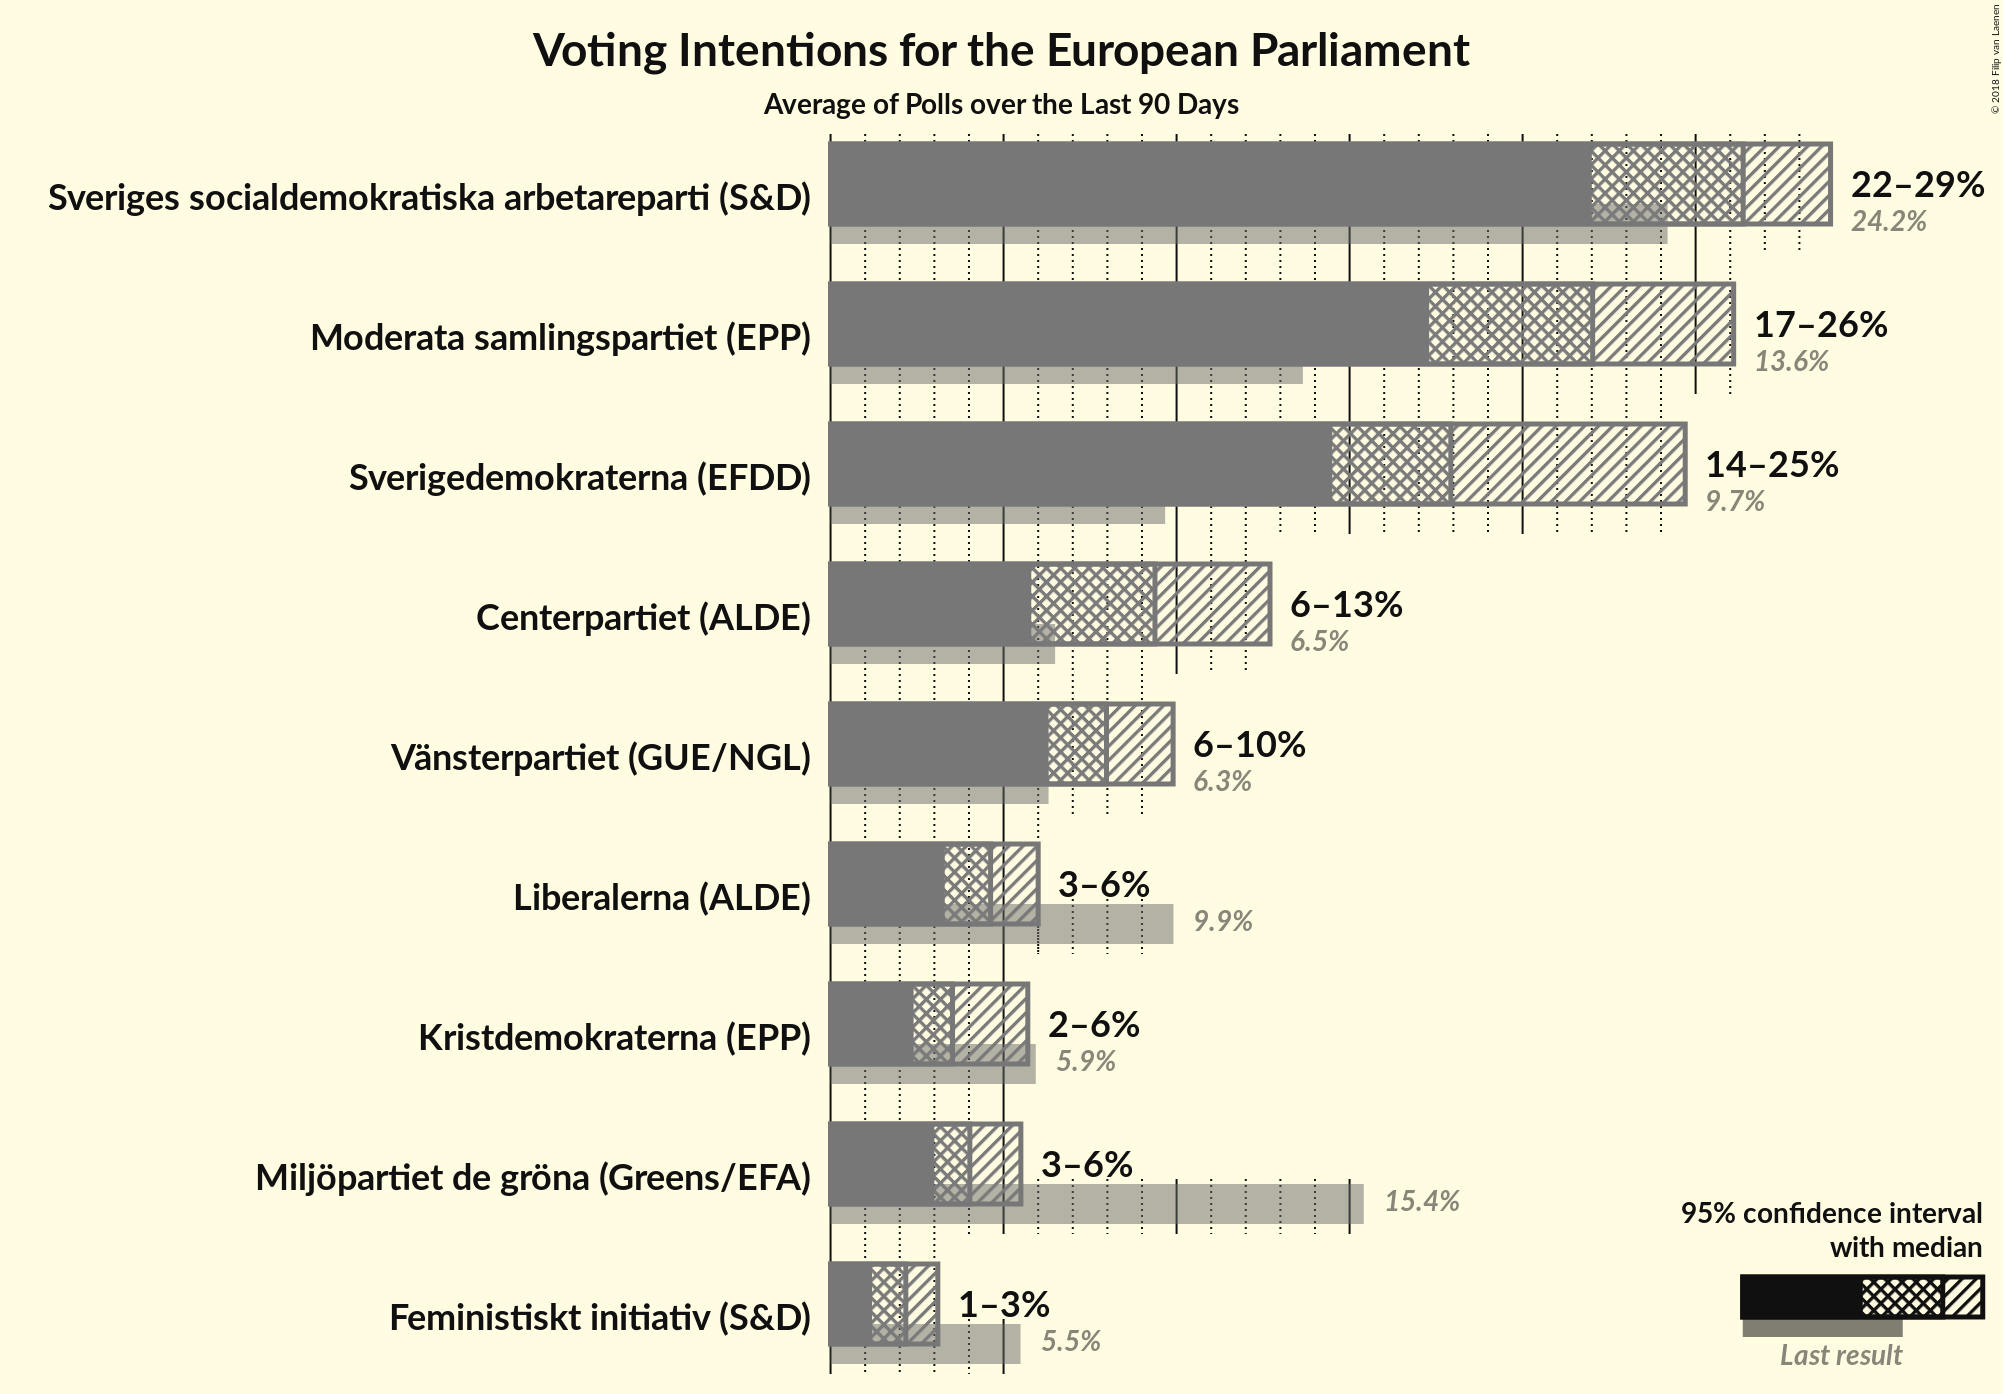 Voting Intentions for the European Parliament
Average of Polls over the Last 90 Days
© 2018 Filip van Laenen
Sveriges socialdemokratiska arbetareparti (S&D)
22–29%
24.2%
Moderata samlingspartiet (EPP)
17–26%
13.6%
Sverigedemokraterna (EFDD)
14–25%
9.7%
Centerpartiet (ALDE)
6–13%
6.5%
Vänsterpartiet (GUE/NGL)
6–10%
6.3%
Liberalerna (ALDE)
3–6%
9.9%
Kristdemokraterna (EPP)
2–6%
5.9%
Miljöpartiet de gröna (Greens/EFA)
3–6%
15.4%
Feministiskt initiativ (S&D)
1–3%
5.5%
95% confidence interval
with median
Last result